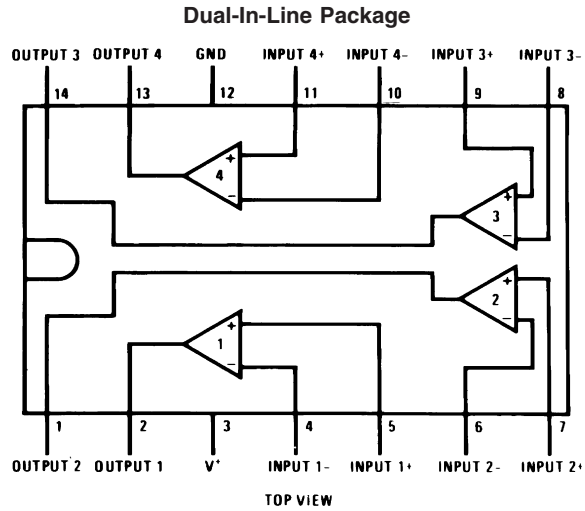 Dual-In-Line Package
OUTPUT 3 OUTPUT 4 GND INPUT 4+ INPUT 4- INPUT 3+ INPUT 3-
14 13 12 11 10 9 8
+
4
-
+
3
-
+
2
-
+
1
-
1 2 3 4 5 6 7
OUTPUT 2 OUTPUT 1 V+ INPUT 1- INPUT 1+ INPUT 2- INPUT 2+
TOP VIEW